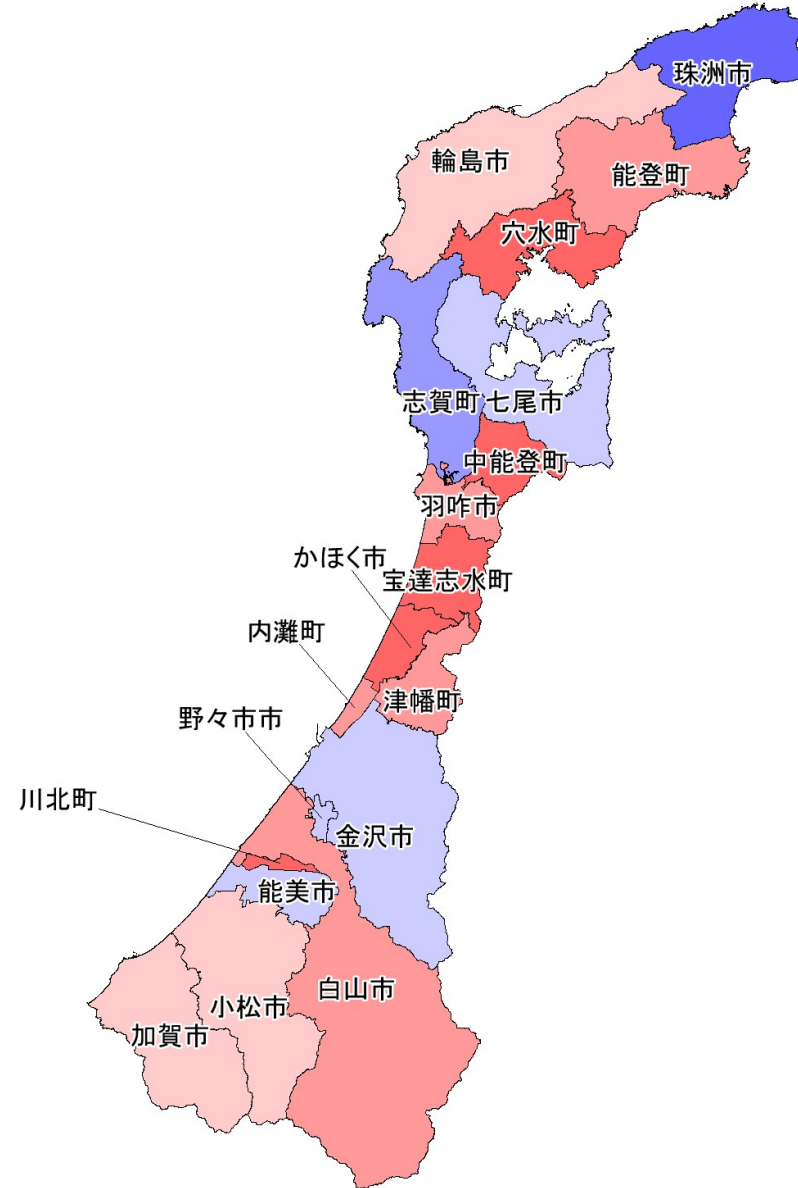 珠洲市
輪島市
能登町
穴水町
志賀町
七尾市
中能登町
羽咋市
かほく市
宝達志水町
内灘町
津幡町
野々市市
川北町
金沢市
能美市
白山市
小松市
加賀市